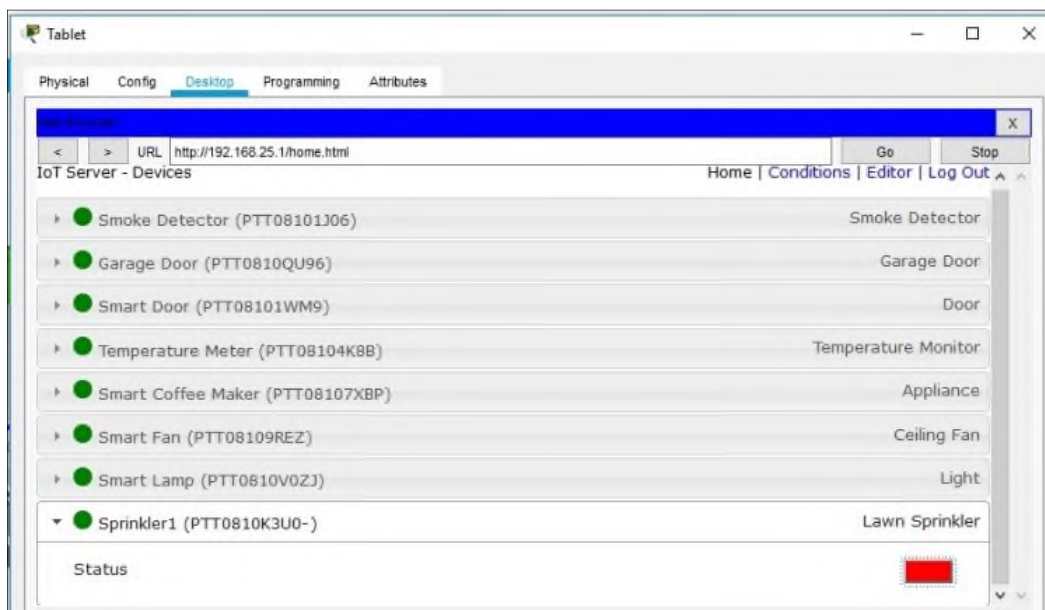 Tablet
Physical Config Desktop Programming Attributes
X
< > URL http://192.168.25.1/home.html Go Stop
IoT Server - Devices Home | Conditions | Editor | Log Out
Smoke Detector (PTT08101J06) Smoke Detector
Garage Door (PTT0810QU96) Garage Door
Smart Door (PTT08101WM9) Door
Temperature Meter (PTT08104K8B) Temperature Monitor
Smart Coffee Maker (PTT08107XBP) Appliance
Smart Fan (PTT08109REZ) Ceiling Fan
Smart Lamp (PTT0810V0ZJ) Light
Sprinkler1 (PTT0810K3U0-) Lawn Sprinkler
Status